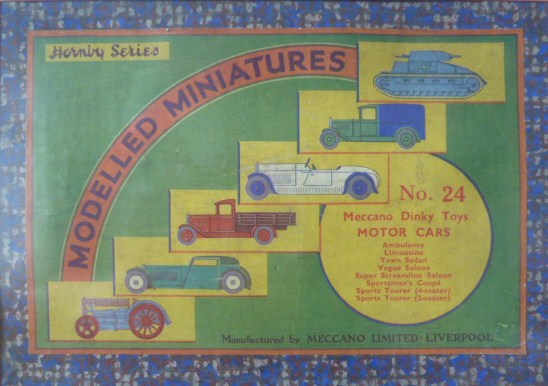 Hornby Series
MODELLED MINIATURES
No. 24
Meccano Dinky Toys
MOTOR CARS
Ambulance
Limousine
Town Sedan
Vogue Saloon
Super Streamline Saloon
Sportsman's Coupé
Sports Tourer (4-seater)
Sports Tourer (2-seater)
Manufactured by MECCANO LIMITED · LIVERPOOL